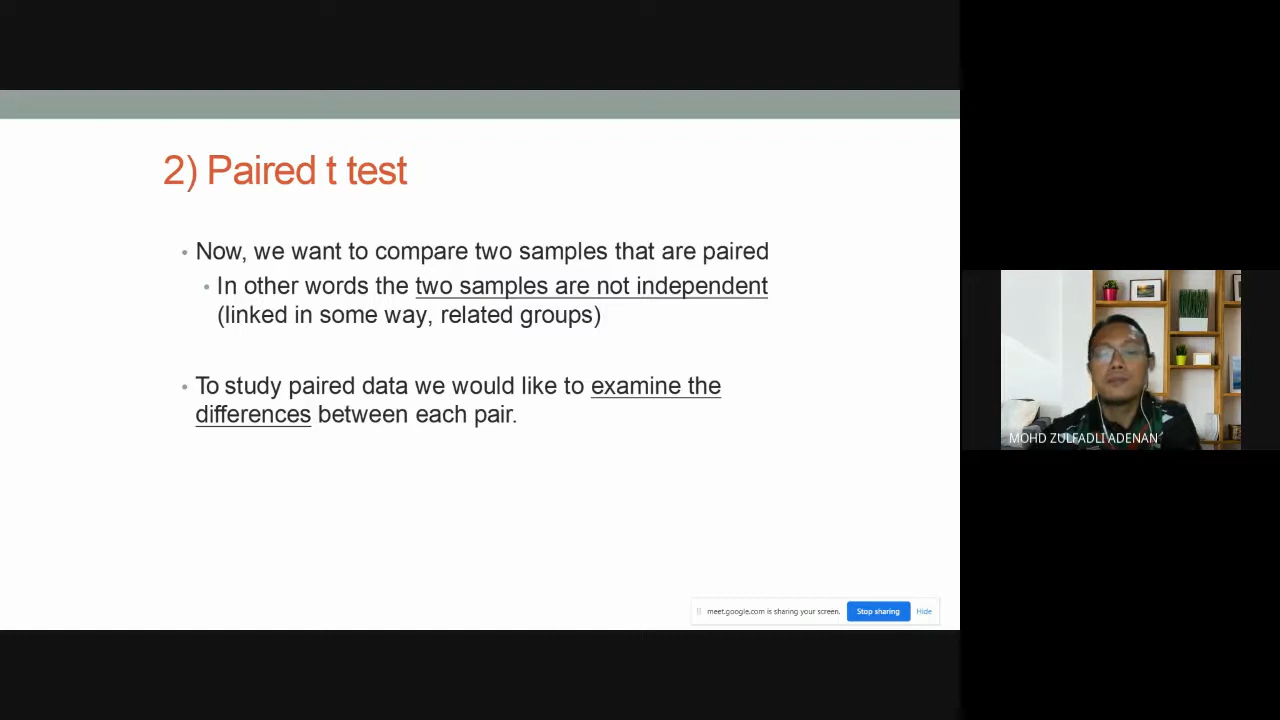 2) Paired t test
• Now, we want to compare two samples that are paired
• In other words the two samples are not independent
(linked in some way, related groups)
• To study paired data we would like to examine the
differences between each pair.
MOHD ZULFADLI ADENAN
meet.google.com is sharing your screen. Stop sharing Hide